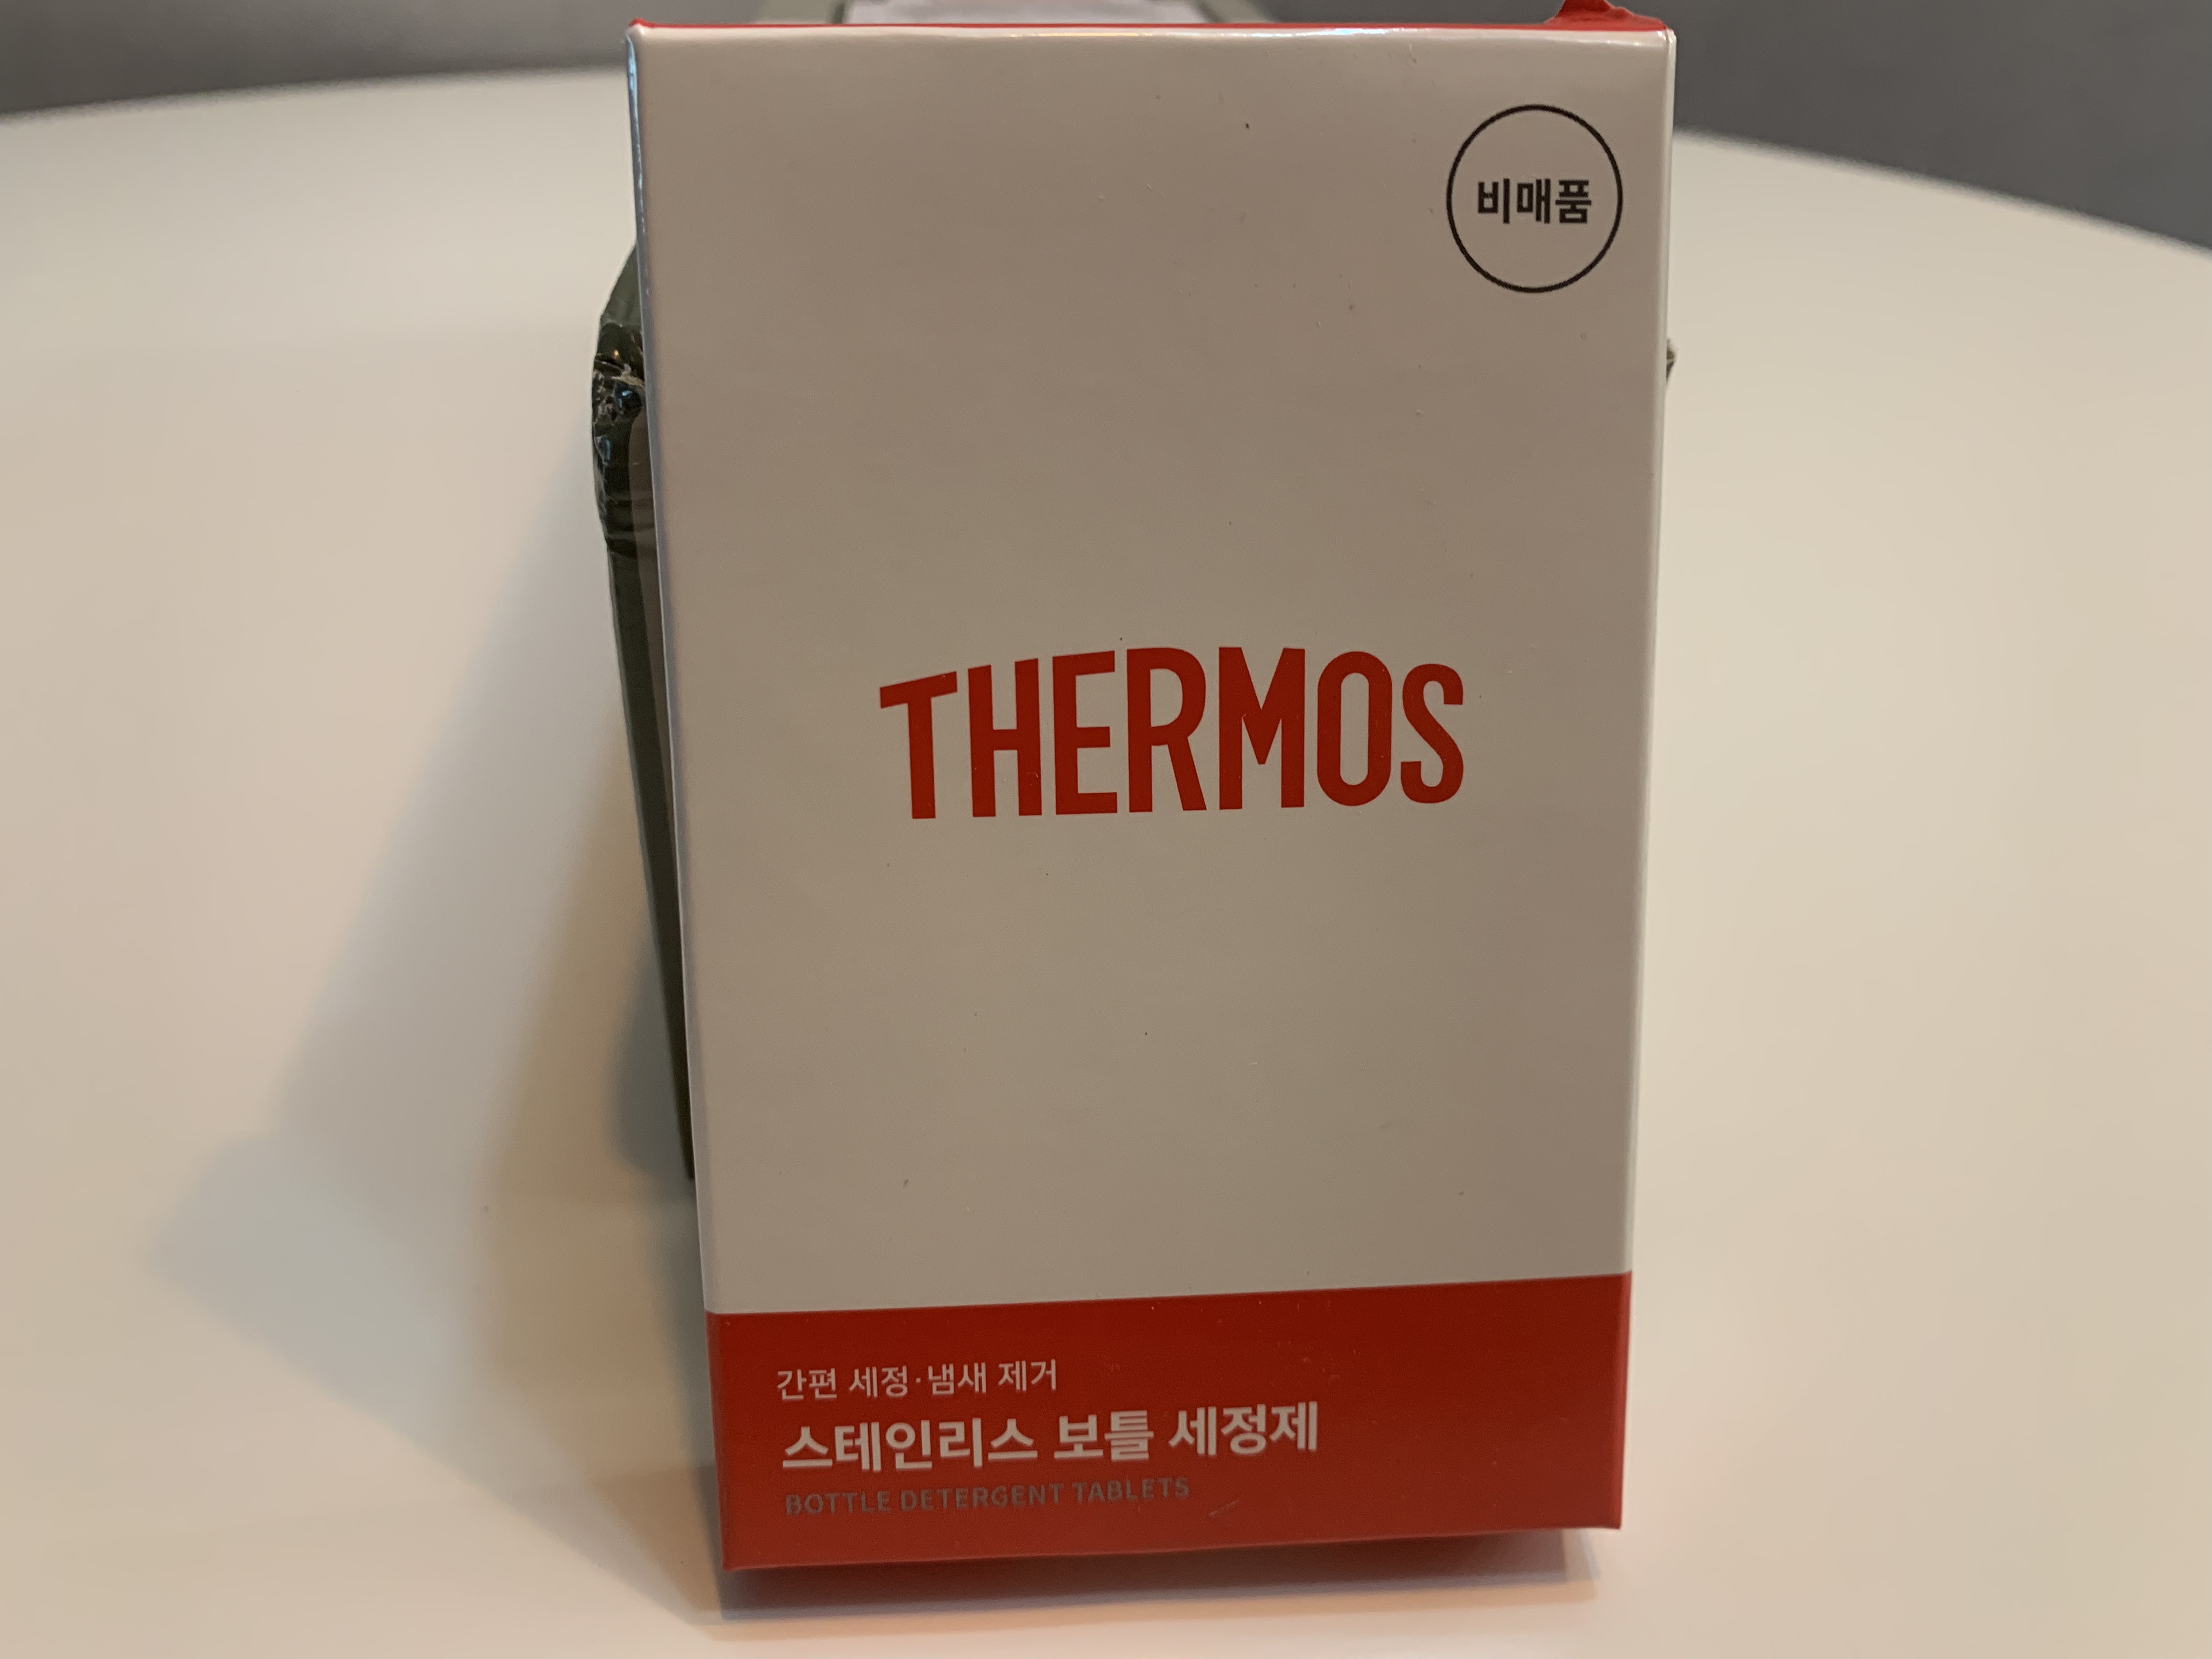 비매품
THERMOS
간편 세정·냄새 제거
스테인리스 보틀 세정제
BOTTLE DETERGENT TABLETS